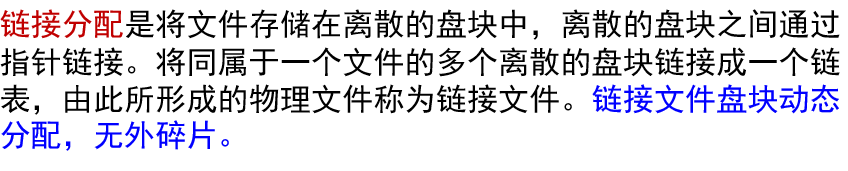 链接分配是将文件存储在离散的盘块中，离散的盘块之间通过
指针链接。将同属于一个文件的多个离散的盘块链接成一个链
表，由此所形成的物理文件称为链接文件。链接文件盘块动态
分配，无外碎片。